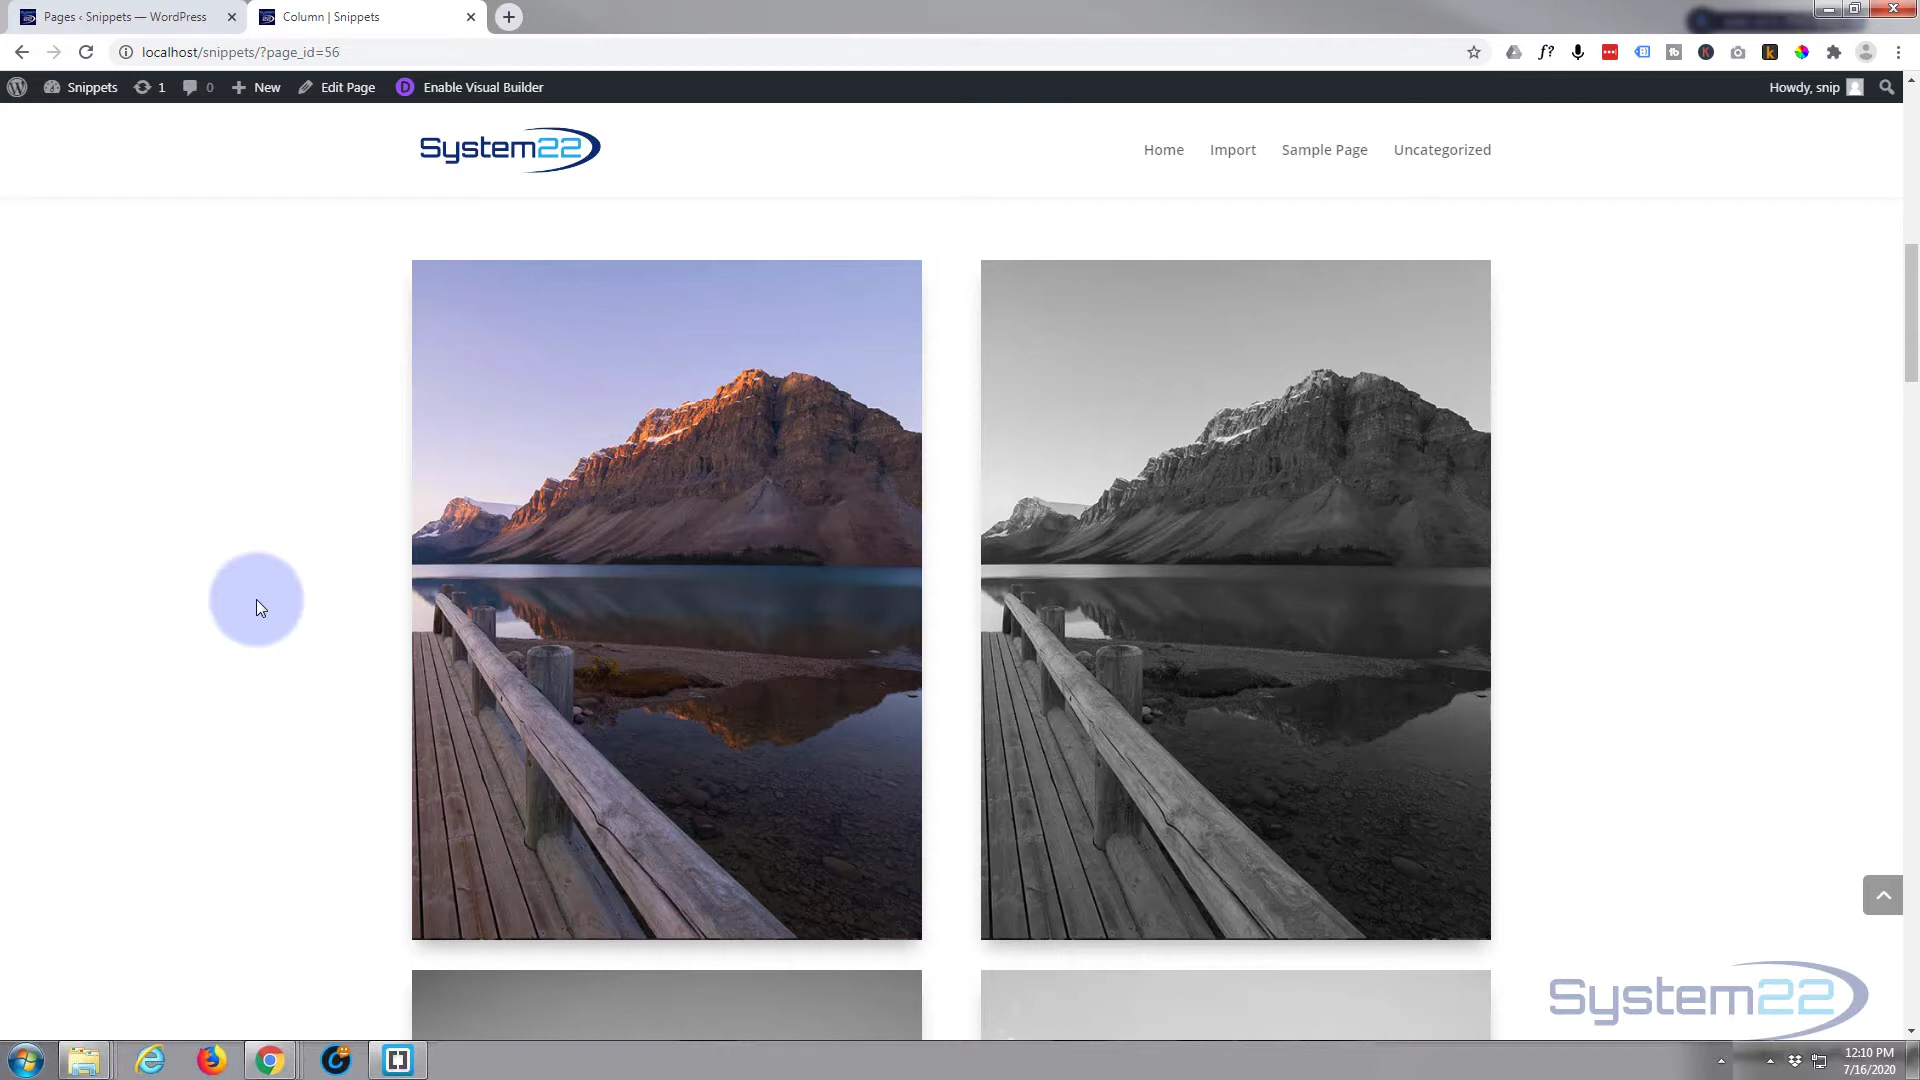 Pages ‹ Snippets — WordPress
Column | Snippets
localhost/snippets/?page_id=56
Snippets 1 0 New Edit Page Enable Visual Builder Howdy, snip
System22
Home Import Sample Page Uncategorized
System22
12:10 PM
7/16/2020